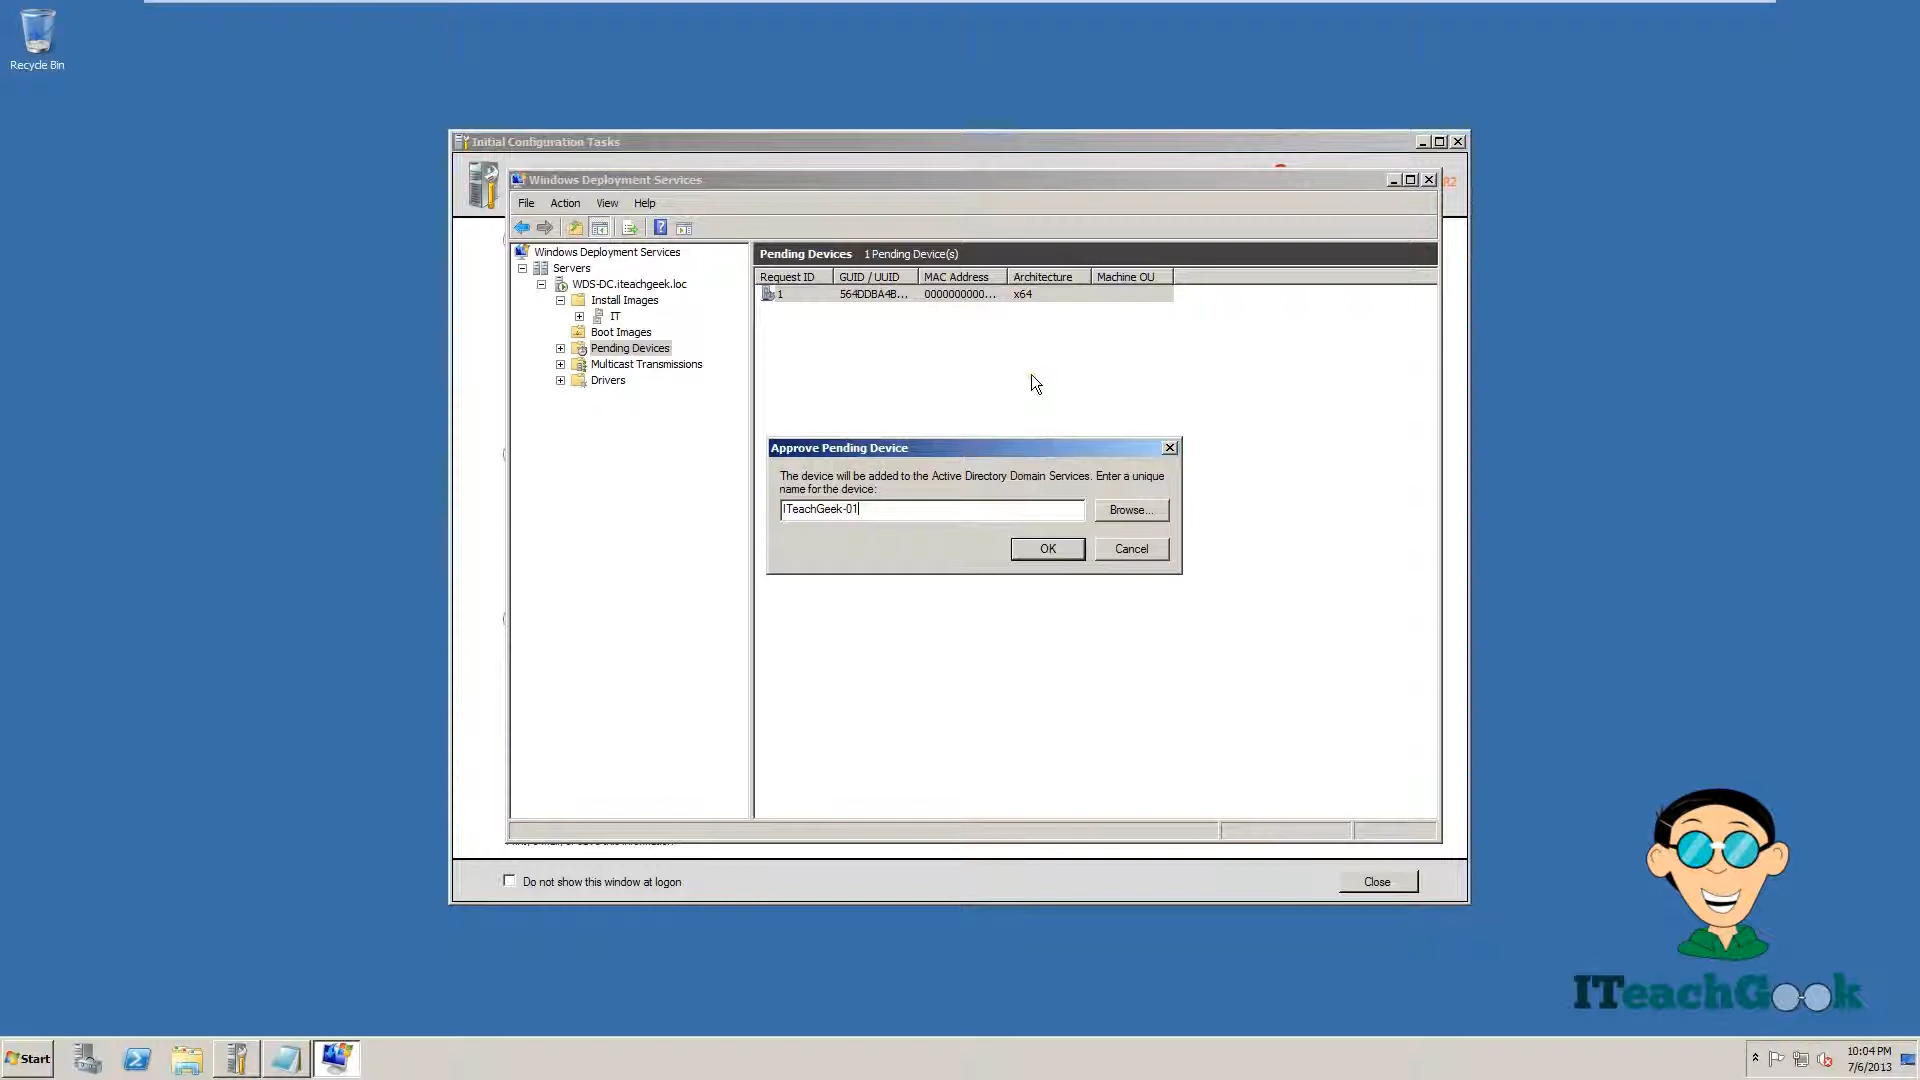 Recycle Bin
Initial Configuration Tasks
R2
Windows Deployment Services
File Action View Help
Windows Deployment Services
Servers
WDS-DC.iteachgeek.loc
Install Images
IT
Boot Images
Pending Devices
Multicast Transmissions
Drivers
Pending Devices 1 Pending Device(s)
Request ID GUID / UUID MAC Address Architecture Machine OU
1 564DDBA4B... 0000000000... x64
Approve Pending Device
The device will be added to the Active Directory Domain Services. Enter a unique
name for the device:
ITeachGeek-01
Browse...
OK Cancel
Do not show this window at logon
Close
ITeachGeek
Start
10:04 PM
7/6/2013